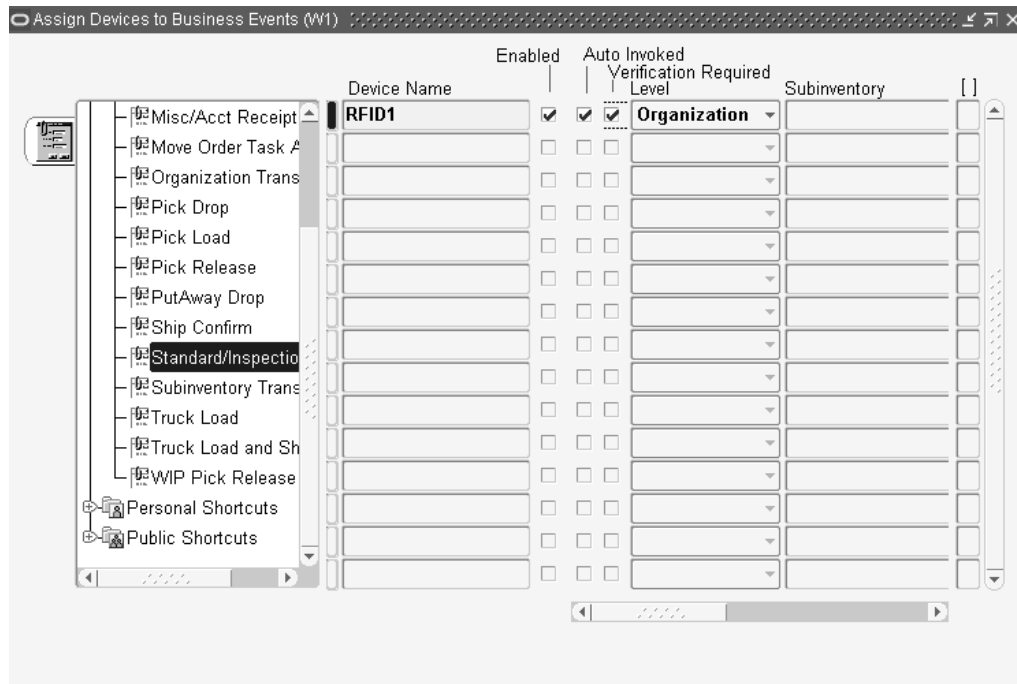 Assign Devices to Business Events (W1)
Enabled
Auto Invoked
Verification Required
Device Name
Level
Subinventory
[ ]
Misc/Acct Receipt
RFID1
Organization
Move Order Task A
Organization Trans
Pick Drop
Pick Load
Pick Release
PutAway Drop
Ship Confirm
Standard/Inspectio
Subinventory Trans
Truck Load
Truck Load and Sh
WIP Pick Release
Personal Shortcuts
Public Shortcuts